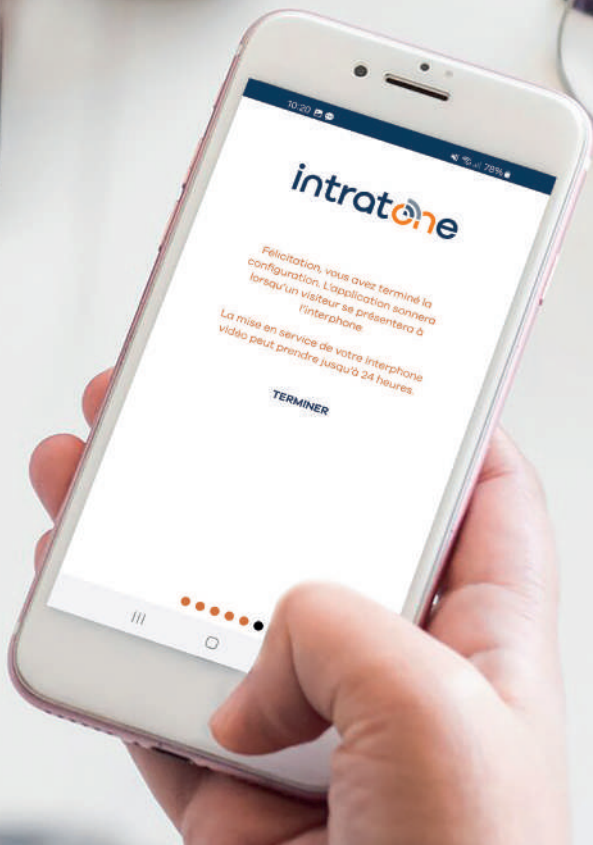 10:20
78%
intratone
Félicitation, vous avez terminé la
configuration. L'application sonnera
lorsqu'un visiteur se présentera à
l'interphone.
La mise en service de votre interphone
vidéo peut prendre jusqu'à 24 heures.
TERMINER